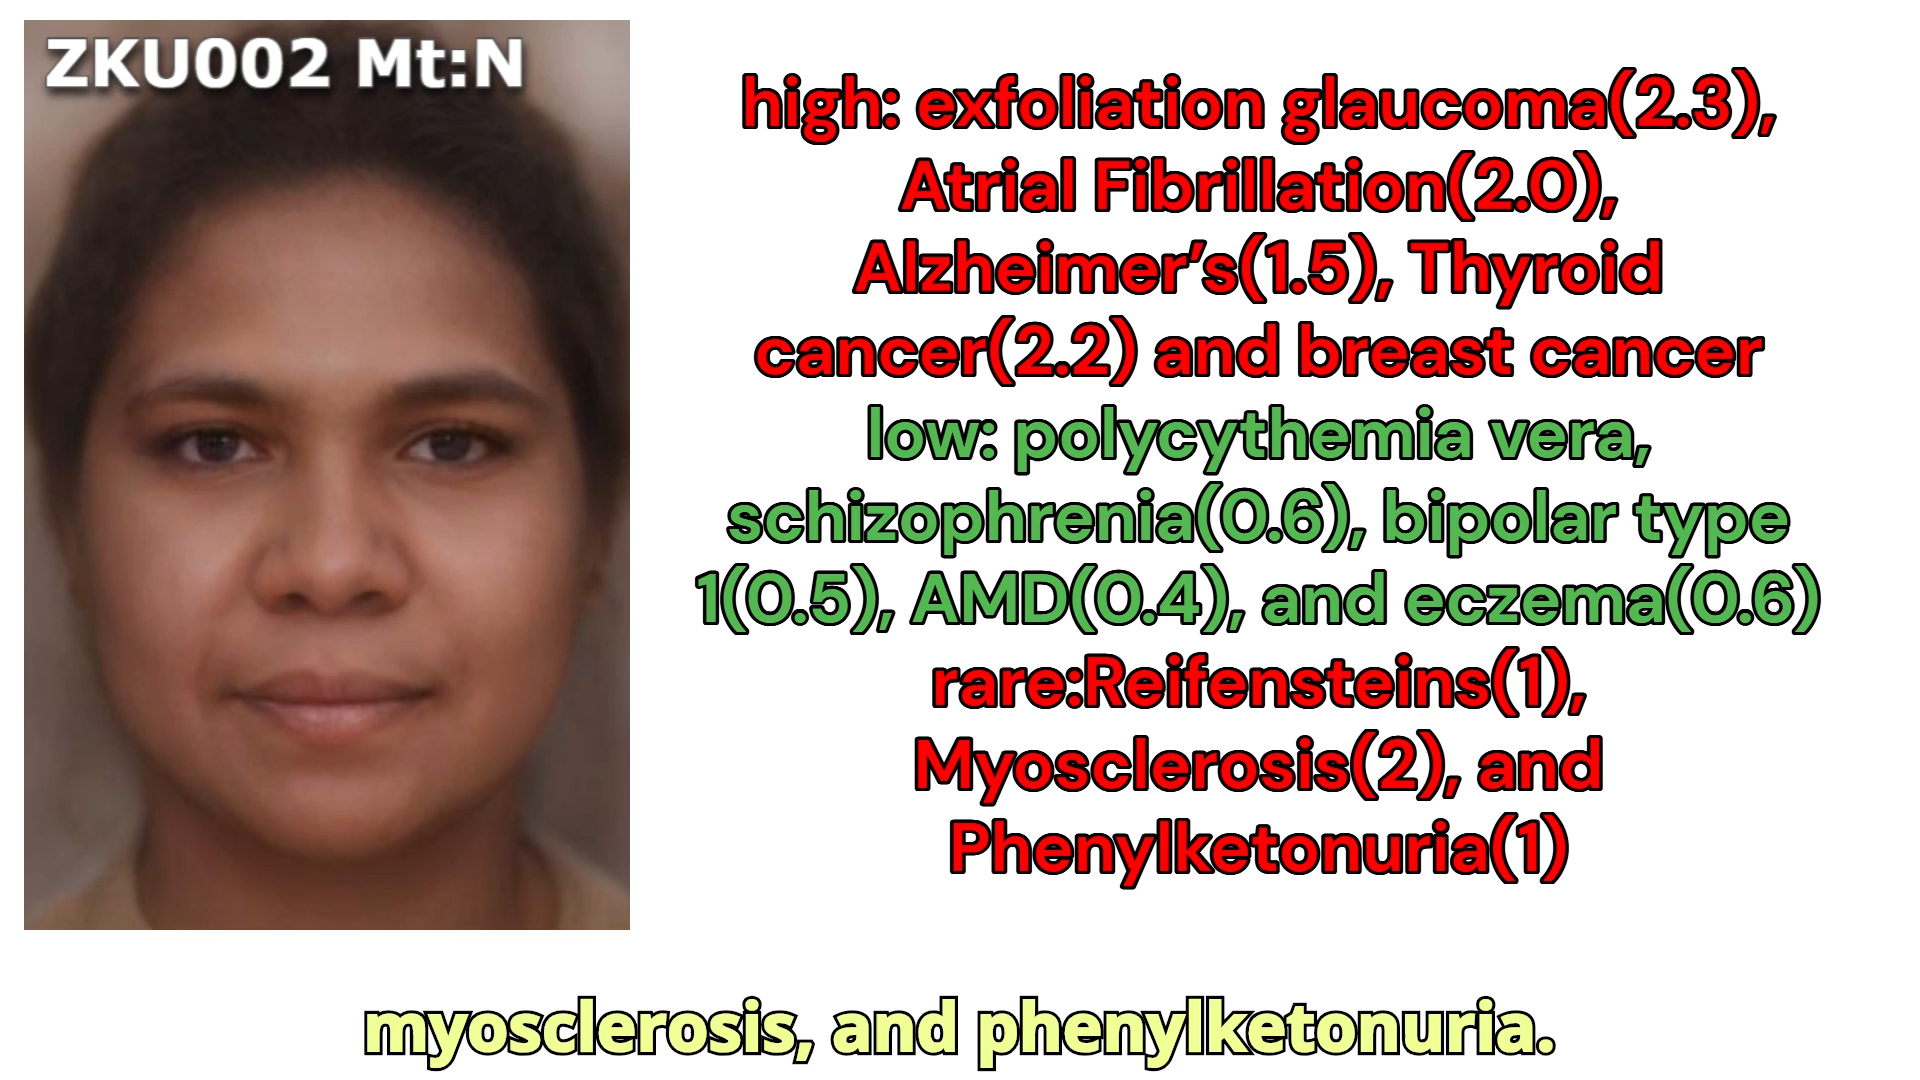 ZKU002 Mt:N
high: exfoliation glaucoma(2.3),
Atrial Fibrillation(2.0),
Alzheimer’s(1.5), Thyroid
cancer(2.2) and breast cancer
low: polycythemia vera,
schizophrenia(0.6), bipolar type
1(0.5), AMD(0.4), and eczema(0.6)
rare:Reifensteins(1),
Myosclerosis(2), and
Phenylketonuria(1)
myosclerosis, and phenylketonuria.